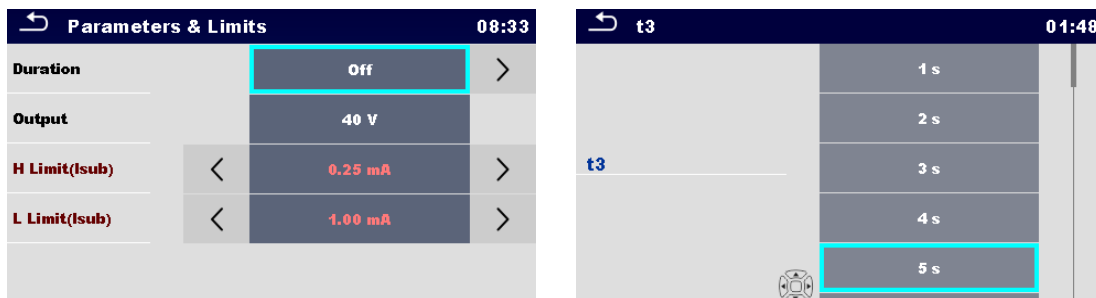 Parameters & Limits 08:33
Duration Off
Output 40 V
H Limit(Isub) 0.25 mA
L Limit(Isub) 1.00 mA
t3 01:48
1 s
2 s
t3 3 s
4 s
5 s